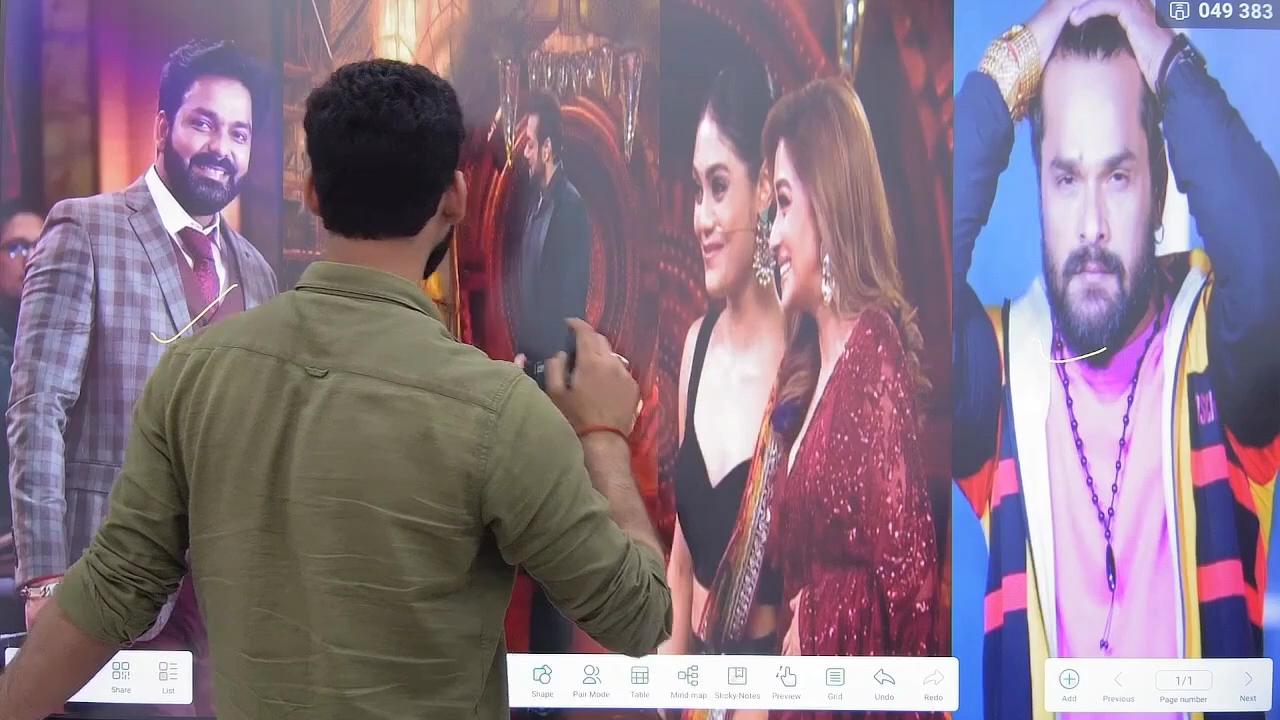 049 383
Share
List
Shape
Pair Mode
Table
Mind map
Sticky-Notes
Preview
Grid
Undo
Redo
Add
Previous
1/1
Page number
Next